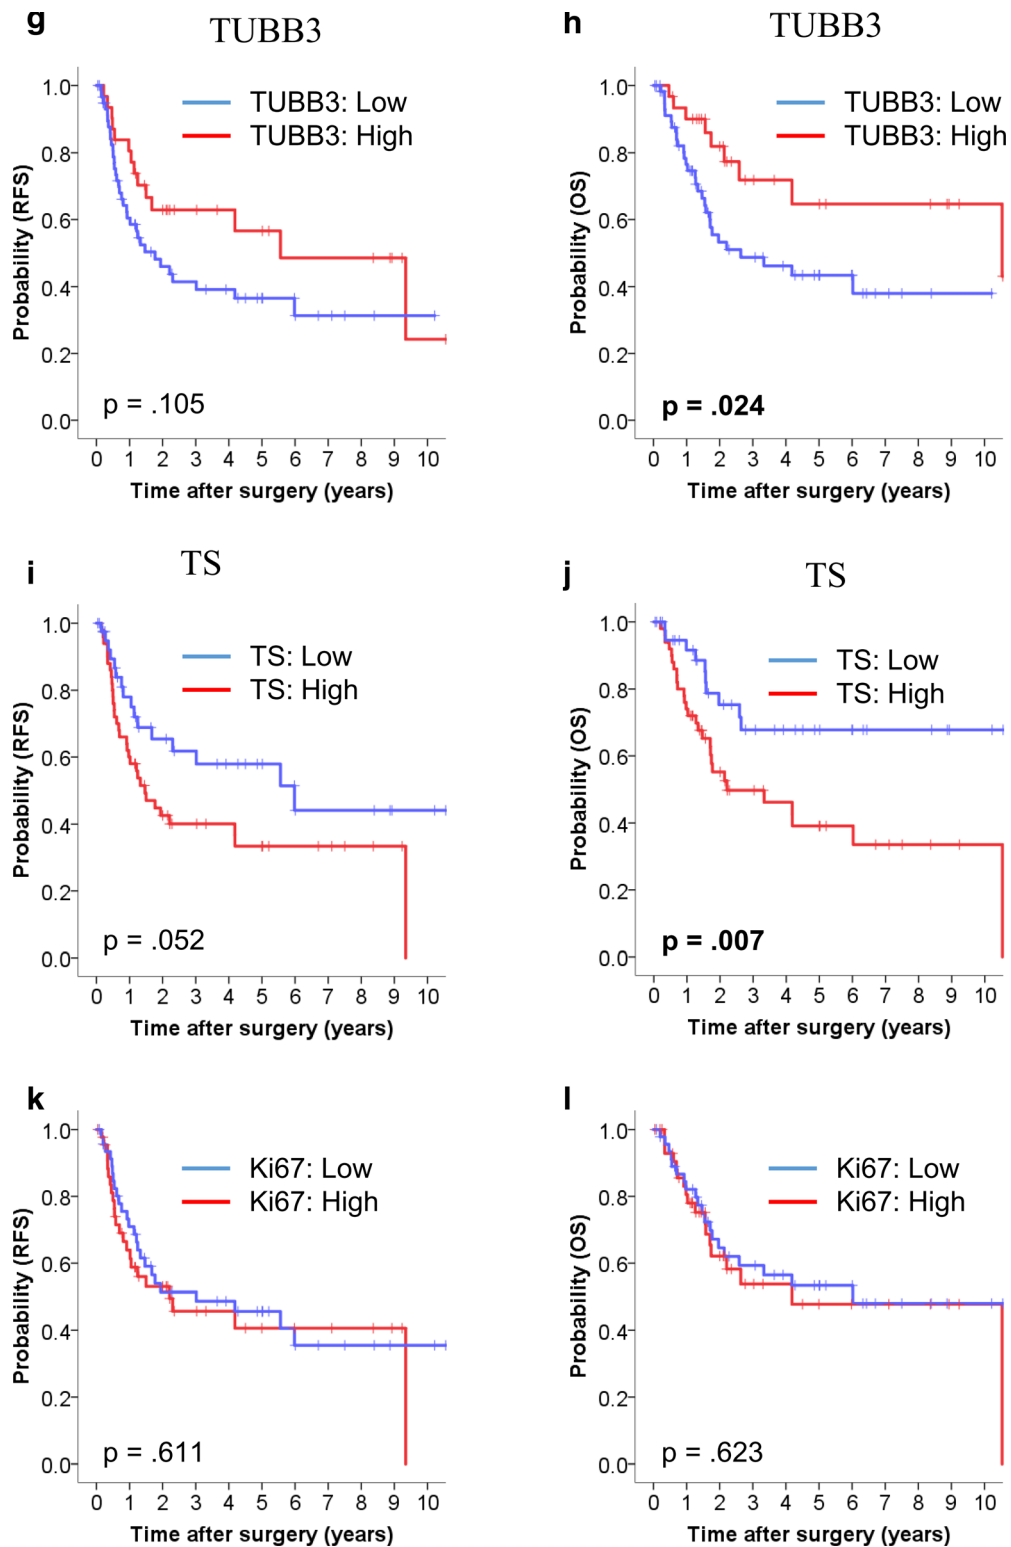 g
TUBB3
1.0
0.8
0.6
0.4
0.2
0.0
Probability (RFS)
TUBB3: Low
TUBB3: High
p = .105
0 1 2 3 4 5 6 7 8 9 10
Time after surgery (years)
h
TUBB3
1.0
0.8
0.6
0.4
0.2
0.0
Probability (OS)
TUBB3: Low
TUBB3: High
p = .024
0 1 2 3 4 5 6 7 8 9 10
Time after surgery (years)
i
TS
1.0
0.8
0.6
0.4
0.2
0.0
Probability (RFS)
TS: Low
TS: High
p = .052
0 1 2 3 4 5 6 7 8 9 10
Time after surgery (years)
j
TS
1.0
0.8
0.6
0.4
0.2
0.0
Probability (OS)
TS: Low
TS: High
p = .007
0 1 2 3 4 5 6 7 8 9 10
Time after surgery (years)
k
1.0
0.8
0.6
0.4
0.2
0.0
Probability (RFS)
Ki67: Low
Ki67: High
p = .611
0 1 2 3 4 5 6 7 8 9 10
Time after surgery (years)
l
1.0
0.8
0.6
0.4
0.2
0.0
Probability (OS)
Ki67: Low
Ki67: High
p = .623
0 1 2 3 4 5 6 7 8 9 10
Time after surgery (years)